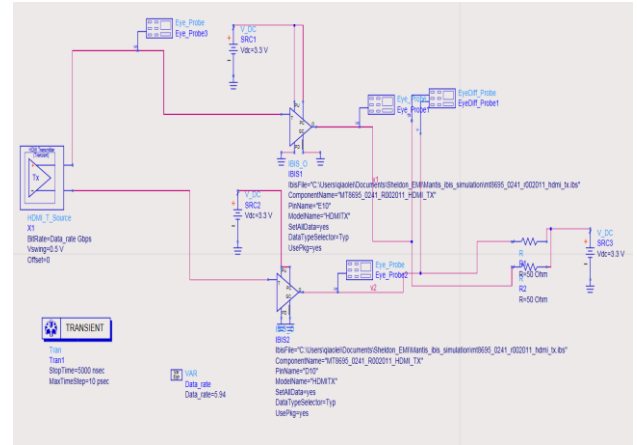 Eye_Probe
Eye_Probe3
V_DC
SRC1
Vdc=3.3 V
Eye_Probe
Eye_Probe1
EyeDiff_Probe
EyeDiff_Probe1
HDMI Transmitter
(Transient)
Tx
HDMI_T_Source
X1
BitRate=Data_rate Gbps
Vswing=0.5 V
Offset=0
IBIS_O
IBIS1
v1
IbisFile="C:\Users\qiaolei\Documents\Sheldon_EMI\Mantis_ibis_simulation\mt8695_0241_R002011_hdmi_tx.ibs"
ComponentName="MT8695_0241_R002011_HDMI_TX"
PinName="E10"
ModelName="HDMITX"
SetAllData=yes
DataTypeSelector=Typ
UsePkg=yes
V_DC
SRC2
Vdc=3.3 V
Eye_Probe
Eye_Probe2
v2
R
R=50 Ohm
R
R2
R=50 Ohm
V_DC
SRC3
Vdc=3.3 V
IBIS2
IbisFile="C:\Users\qiaolei\Documents\Sheldon_EMI\Mantis_ibis_simulation\mt8695_0241_r002011_hdmi_tx.ibs"
ComponentName="MT8695_0241_R002011_HDMI_TX"
PinName="D10"
ModelName="HDMITX"
SetAllData=yes
DataTypeSelector=Typ
UsePkg=yes
TRANSIENT
Tran
Tran1
StopTime=5000 nsec
MaxTimeStep=10 psec
VAR
Data_rate
Data_rate=5.94